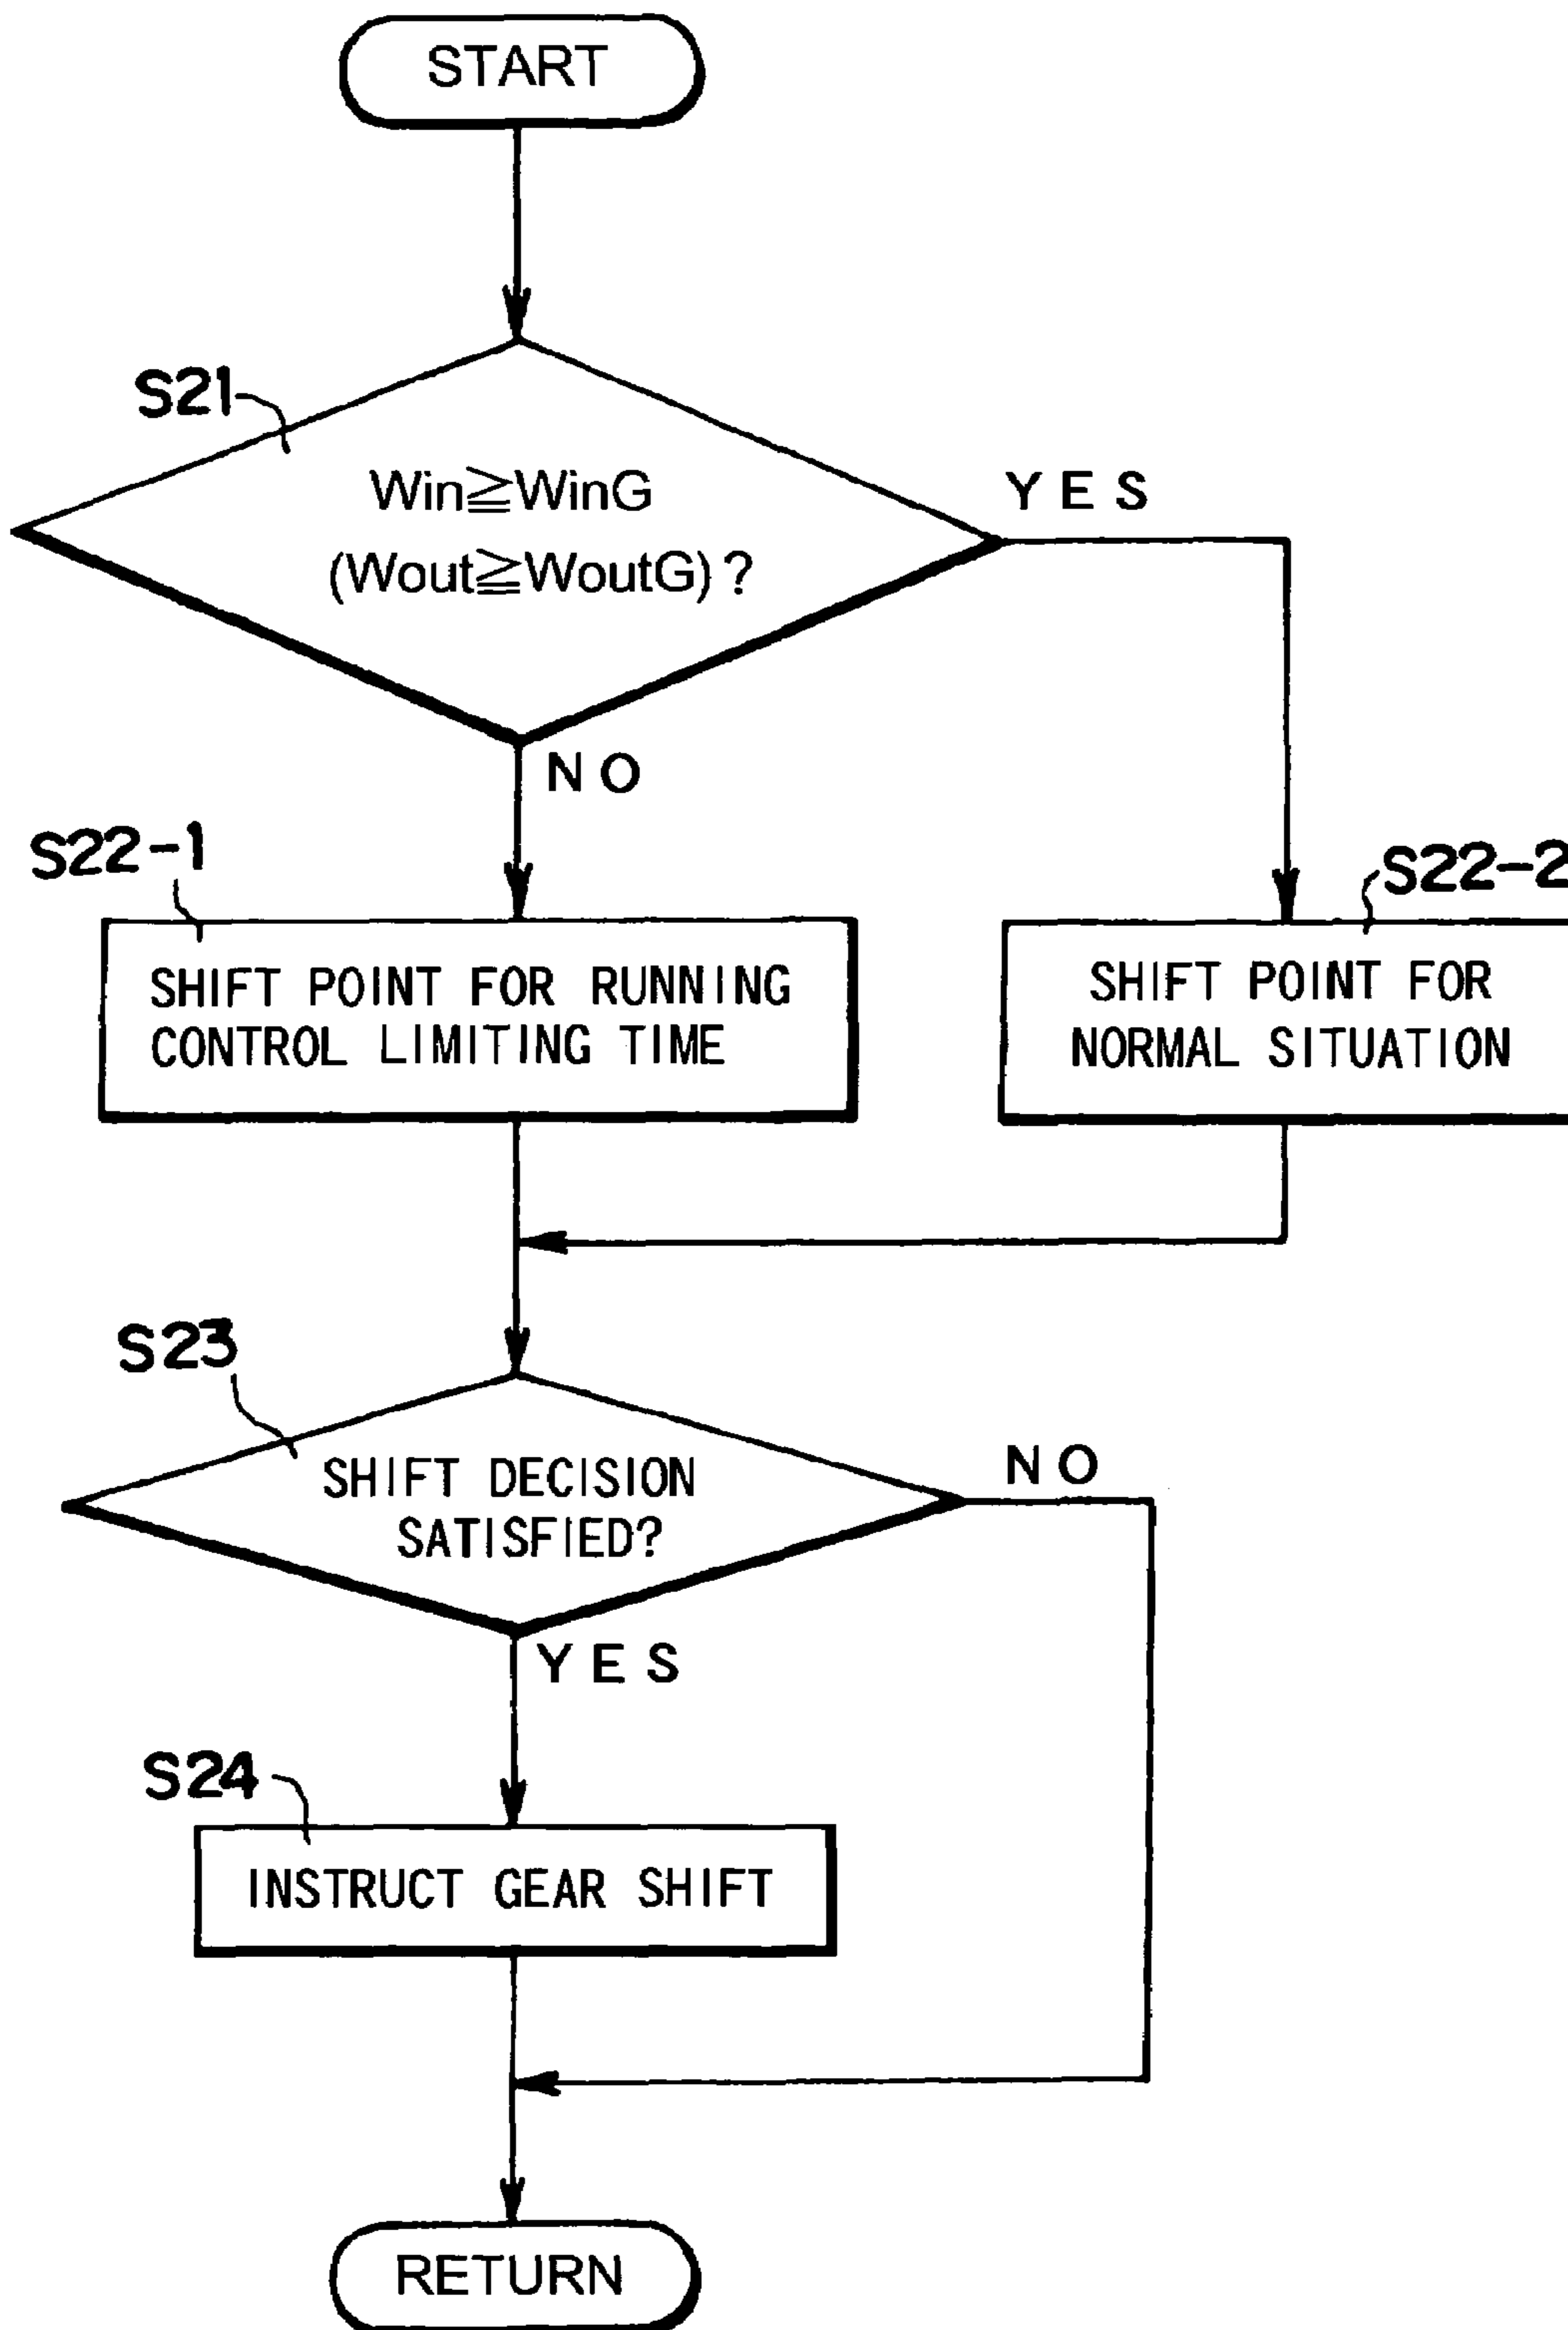 START
S21
Win≧WinG
(Wout≧WoutG)?
YES
NO
S22-1
SHIFT POINT FOR RUNNING
CONTROL LIMITING TIME
S22-2
SHIFT POINT FOR
NORMAL SITUATION
S23
SHIFT DECISION
SATISFIED?
NO
YES
S24
INSTRUCT GEAR SHIFT
RETURN